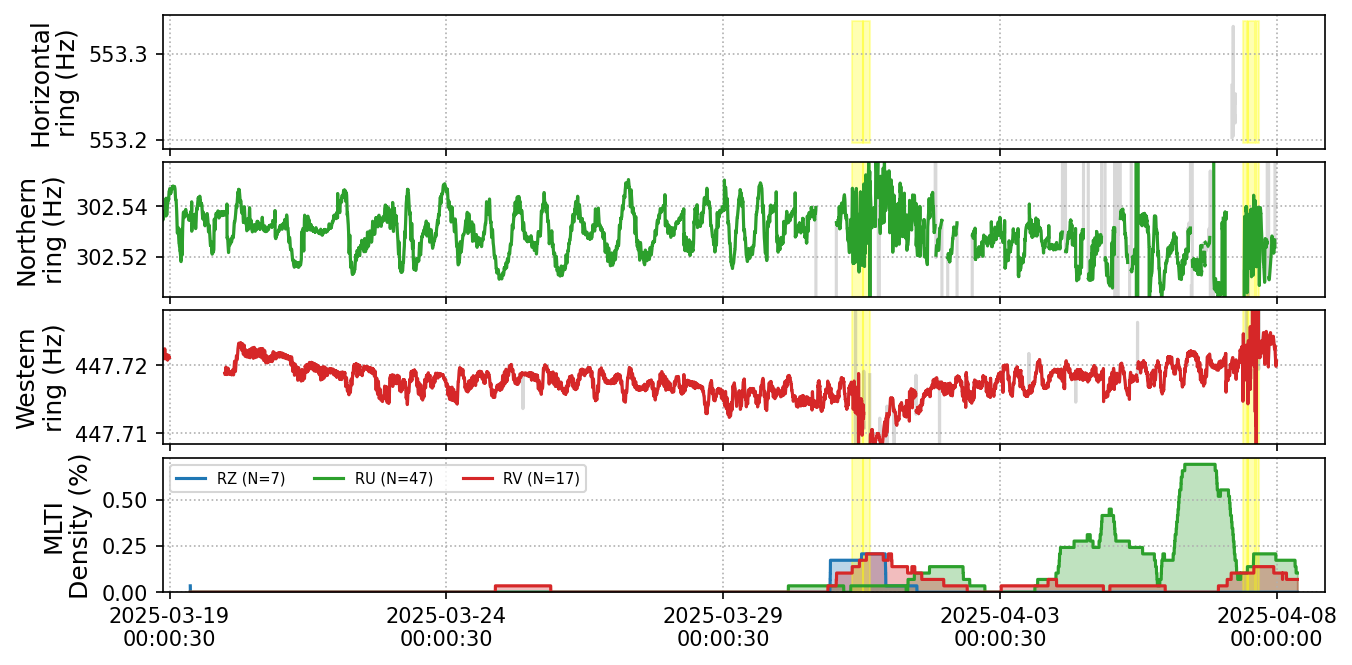 Horizontal
ring (Hz)
553.3
553.2
Northern
ring (Hz)
302.54
302.52
Western
ring (Hz)
447.72
447.71
MLTI
Density (%)
0.50
0.25
0.00
RZ (N=7)
RU (N=47)
RV (N=17)
2025-03-19
00:00:30
2025-03-24
00:00:30
2025-03-29
00:00:30
2025-04-03
00:00:30
2025-04-08
00:00:00